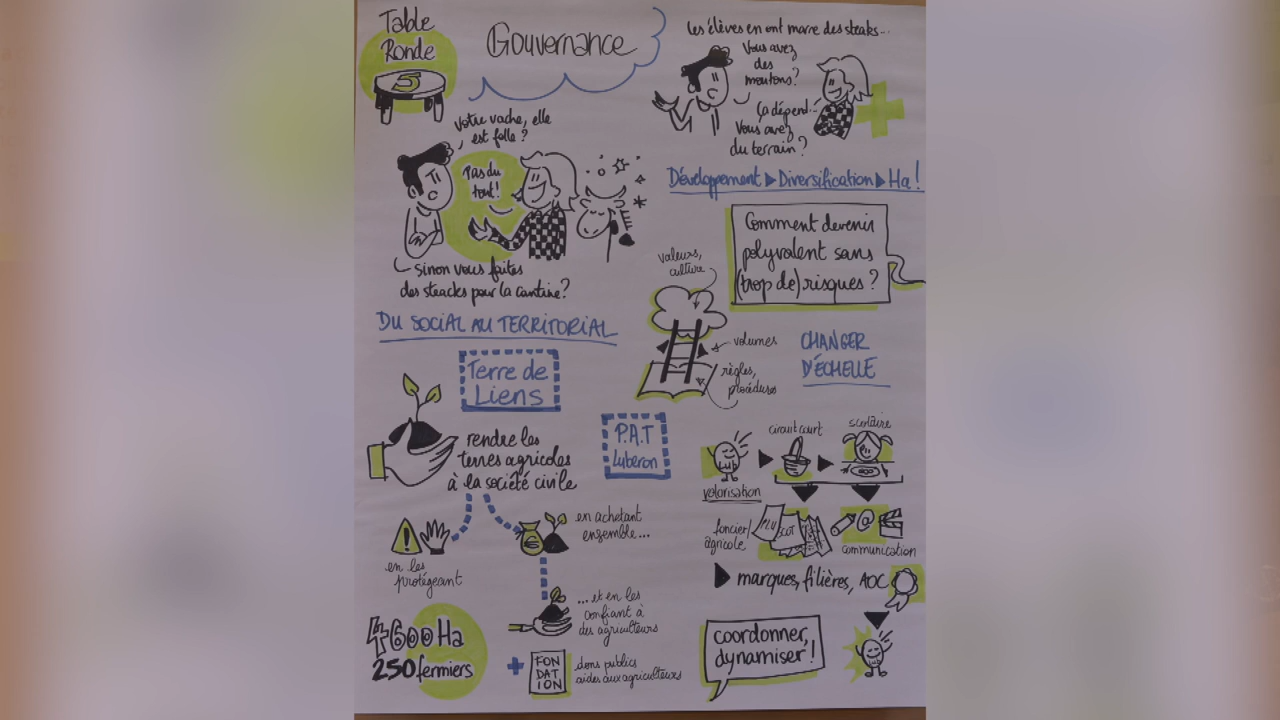 Table
Ronde
5
Gouvernance
Votre vache, elle
est folle ?
Pas du
tout !
sinon vous faites
des steacks pour la cantine ?
DU SOCIAL AU TERRITORIAL
Terre de
Liens
rendre les
terres agricoles
à la société civile
en les
protégeant
en achetant
ensemble...
... et en les
confiant à
des agriculteurs
4600 Ha
250 fermiers
+
FON
DAT
ION
dons publics
aides aux agriculteurs
P.A.T
Luberon
Les élèves en ont marre des steaks...
Vous avez
des
moutons ?
Ça dépend...
Vous avez
du terrain ?
Développement ▶ Diversification ▶ Ha !
Comment devenir
polyvalent sans
(trop de) risques ?
valeurs,
culture
volumes
règles,
procédures
CHANGER
D'ÉCHELLE
circuit court
scolaire
LUB
valorisation
foncier/
agricole
PLU
SCOT
@
communication
marques, filières, AOC
coordonner,
dynamiser !
LUB